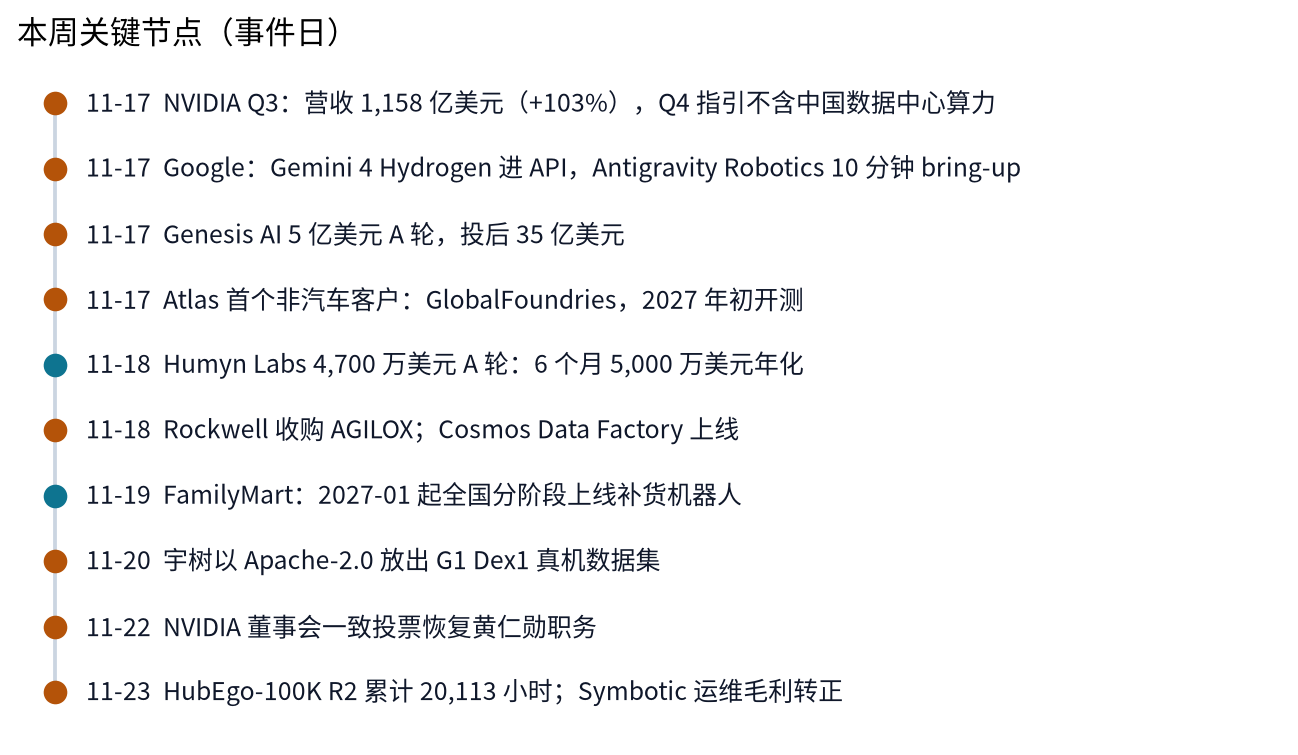 本周关键节点（事件日）
11-17 NVIDIA Q3：营收 1,158 亿美元（+103%），Q4 指引不含中国数据中心算力
11-17 Google：Gemini 4 Hydrogen 进 API，Antigravity Robotics 10 分钟 bring-up
11-17 Genesis AI 5 亿美元 A 轮，投后 35 亿美元
11-17 Atlas 首个非汽车客户：GlobalFoundries，2027 年初开测
11-18 Humyn Labs 4,700 万美元 A 轮：6 个月 5,000 万美元年化
11-18 Rockwell 收购 AGILOX；Cosmos Data Factory 上线
11-19 FamilyMart：2027-01 起全国分阶段上线补货机器人
11-20 宇树以 Apache-2.0 放出 G1 Dex1 真机数据集
11-22 NVIDIA 董事会一致投票恢复黄仁勋职务
11-23 HubEgo-100K R2 累计 20,113 小时；Symbotic 运维毛利转正